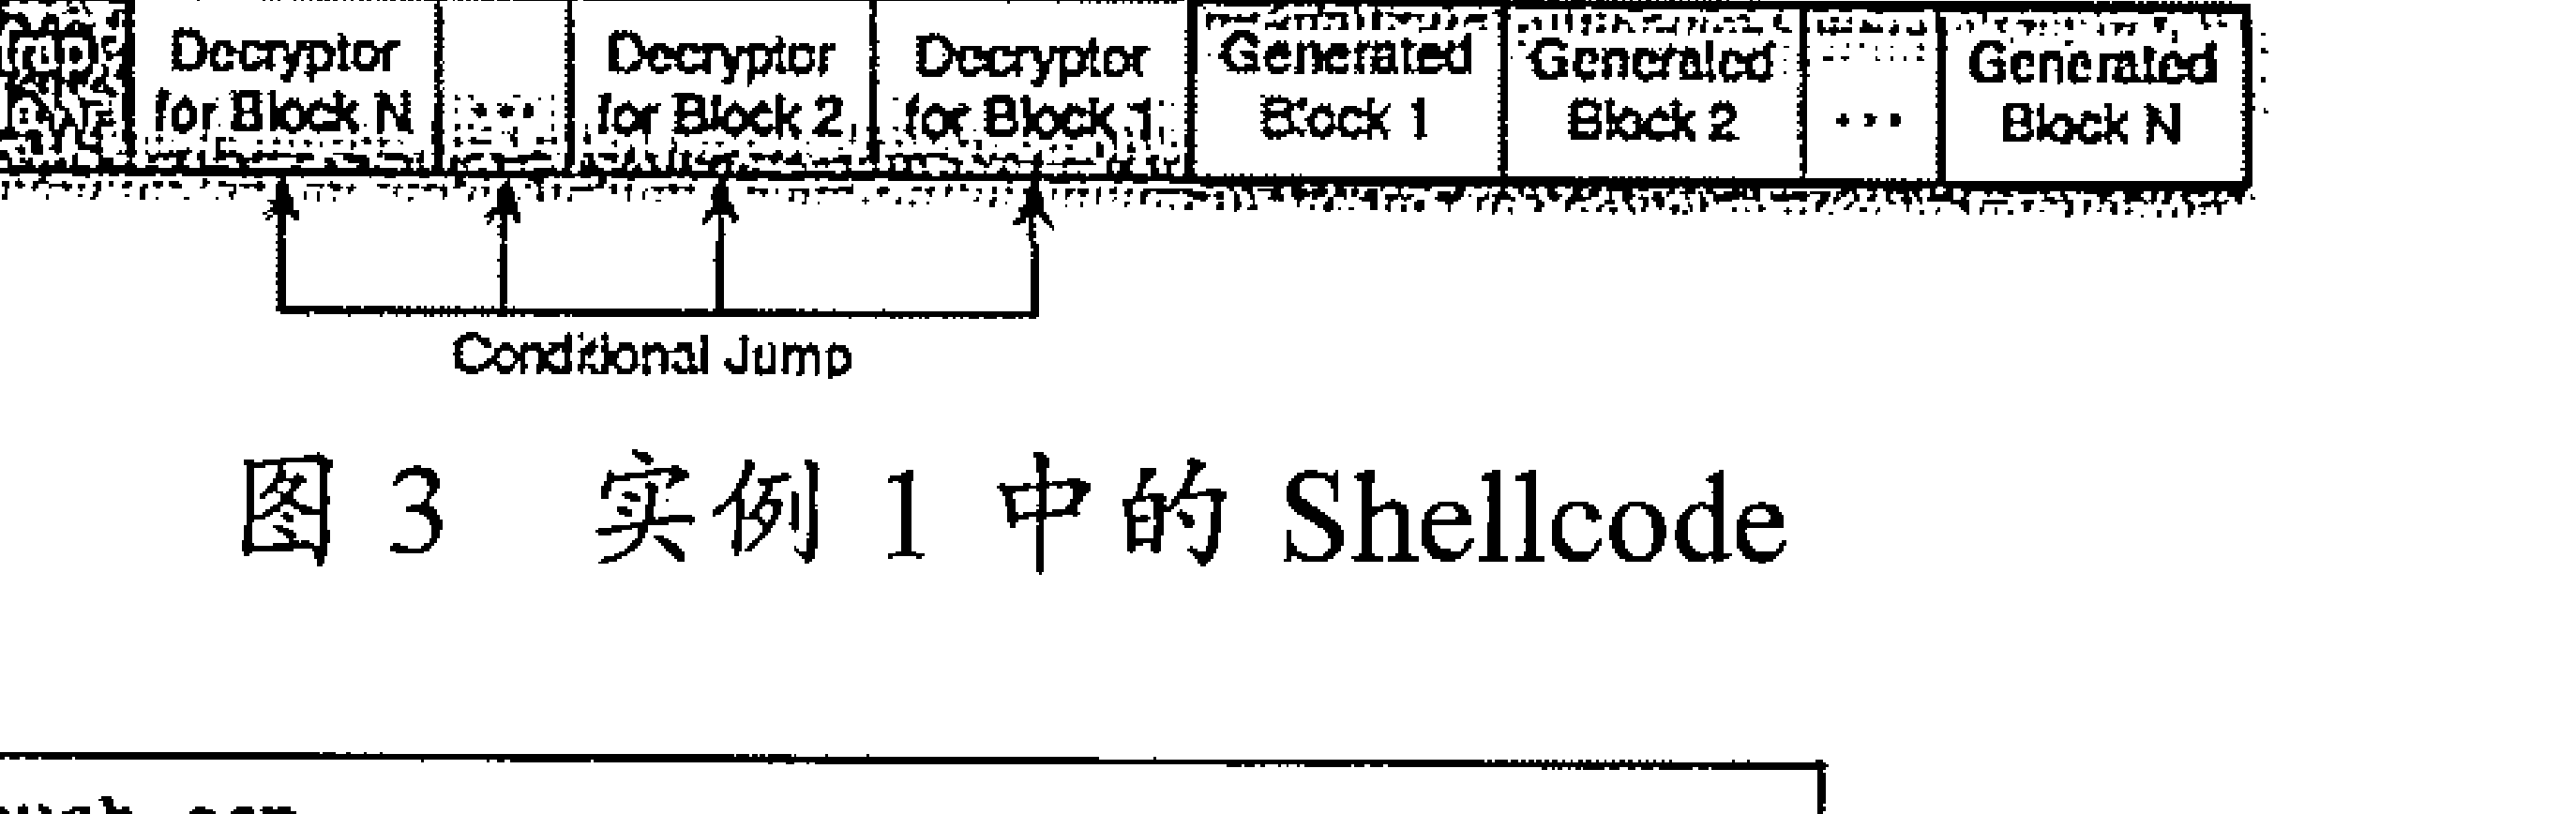 Decryptor for Block N
...
Decryptor for Block 2
Decryptor for Block 1
Generated Block 1
Generated Block 2
...
Generated Block N
Conditional Jump
图 3 实例 1 中的 Shellcode